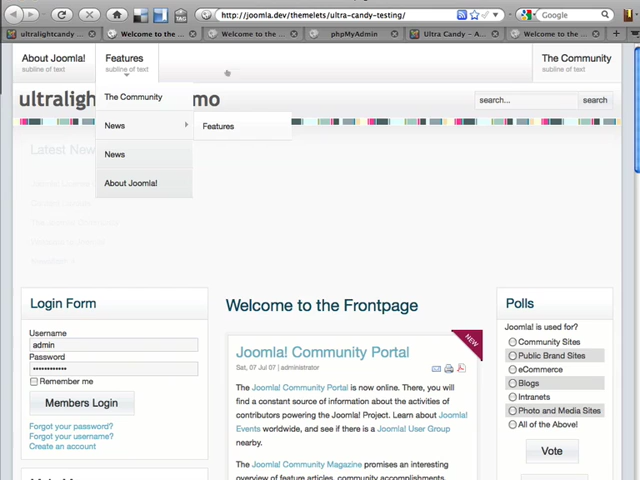 http://joomla.dev/themelets/ultra-candy-testing/
Google
ultralightcandy
Welcome to the ...
Welcome to the ...
phpMyAdmin
Ultra Candy – A...
Welcome to the ...
About Joomla!
subline of text
Features
subline of text
The Community
subline of text
The Community
ultraligh
mo
search...
search
News
Features
Latest New
News
About Joomla!
Login Form
Username
admin
Password
Remember me
Members Login
Forgot your password?
Forgot your username?
Create an account
Welcome to the Frontpage
NEW
Joomla! Community Portal
Sat, 07 Jul 07 | administrator
The Joomla Community Portal is now online. There, you will
find a constant source of information about the activities of
contributors powering the Joomla! Project. Learn about Joomla!
Events worldwide, and see if there is a Joomla! User Group
nearby.
The Joomla! Community Magazine promises an interesting
overview of feature articles, community accomplishments,
Polls
Joomla! is used for?
Community Sites
Public Brand Sites
eCommerce
Blogs
Intranets
Photo and Media Sites
All of the Above!
Vote